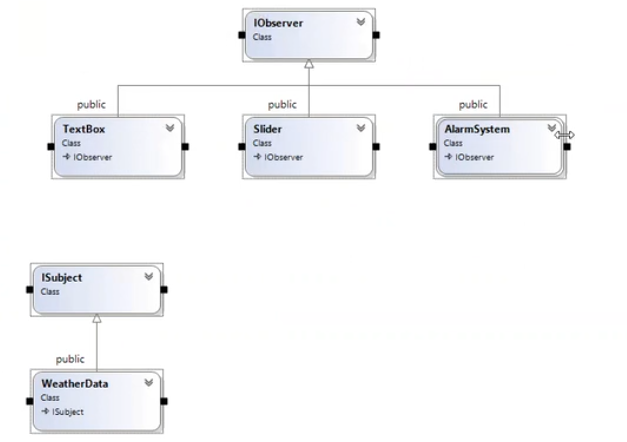 IObserver
Class
public
public
public
TextBox
Class
IObserver
Slider
Class
IObserver
AlarmSystem
Class
IObserver
ISubject
Class
public
WeatherData
Class
ISubject